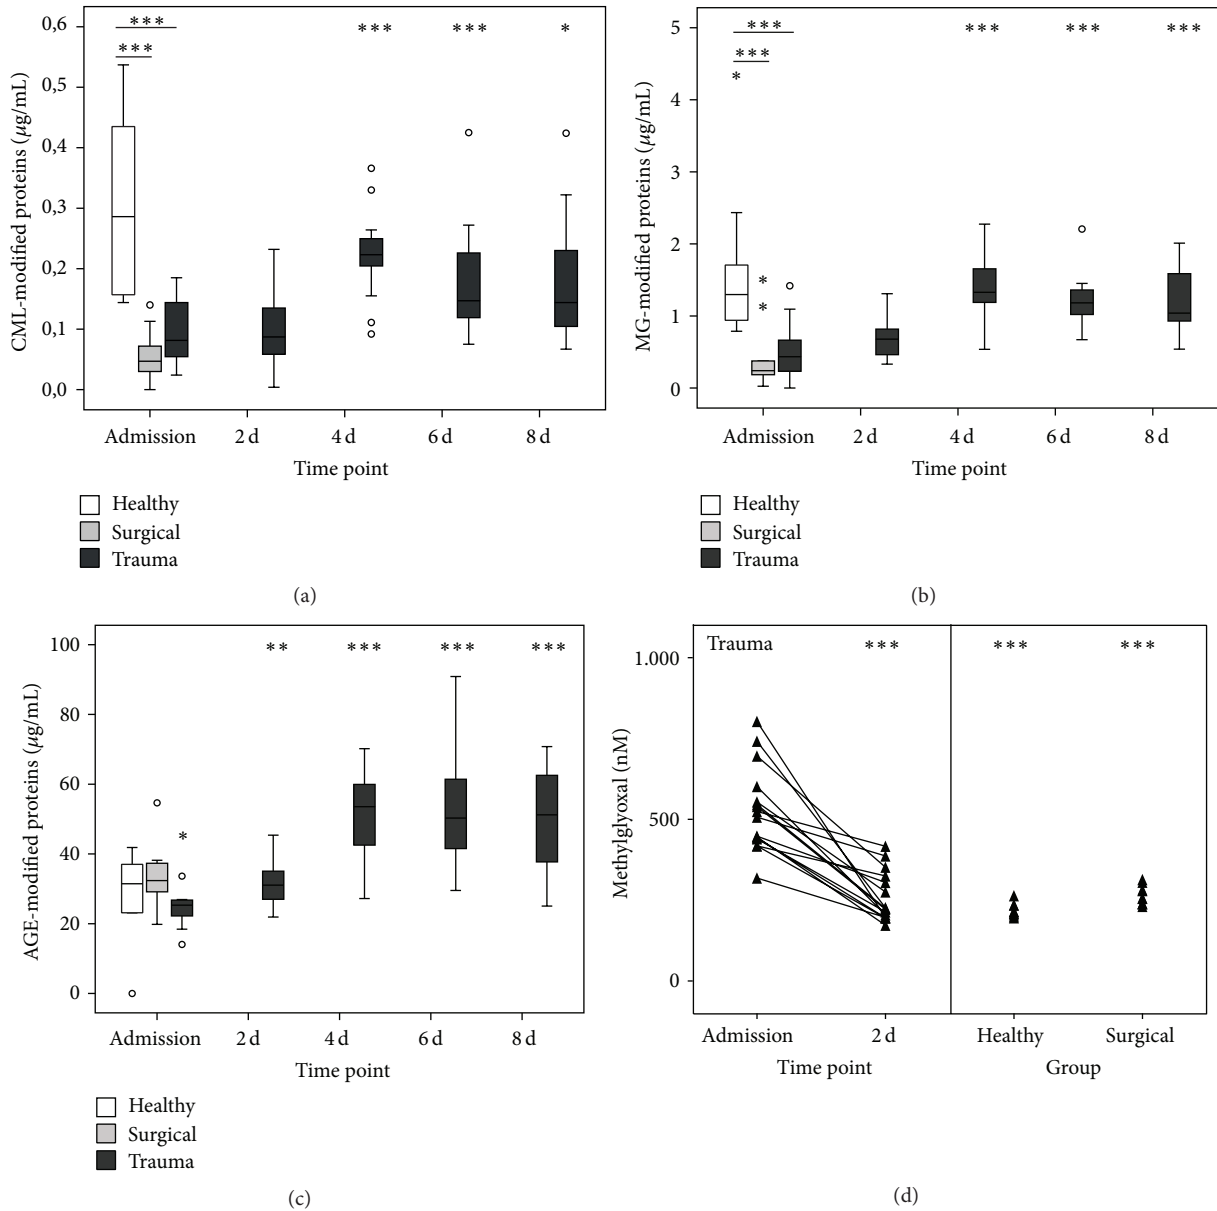 CML-modified proteins (μg/mL)
0,6
0,5
0,4
0,3
0,2
0,1
0,0
***
***
***
***
*
Admission 2 d 4 d 6 d 8 d
Time point
Healthy
Surgical
Trauma
(a)
MG-modified proteins (μg/mL)
5
4
3
2
1
0
***
***
***
***
***
*
*
*
Admission 2 d 4 d 6 d 8 d
Time point
Healthy
Surgical
Trauma
(b)
AGE-modified proteins (μg/mL)
100
80
60
40
20
0
**
***
***
***
*
Admission 2 d 4 d 6 d 8 d
Time point
Healthy
Surgical
Trauma
(c)
Methylglyoxal (nM)
1.000
500
0
Trauma
***
***
***
Admission 2 d Healthy Surgical
Time point Group
(d)